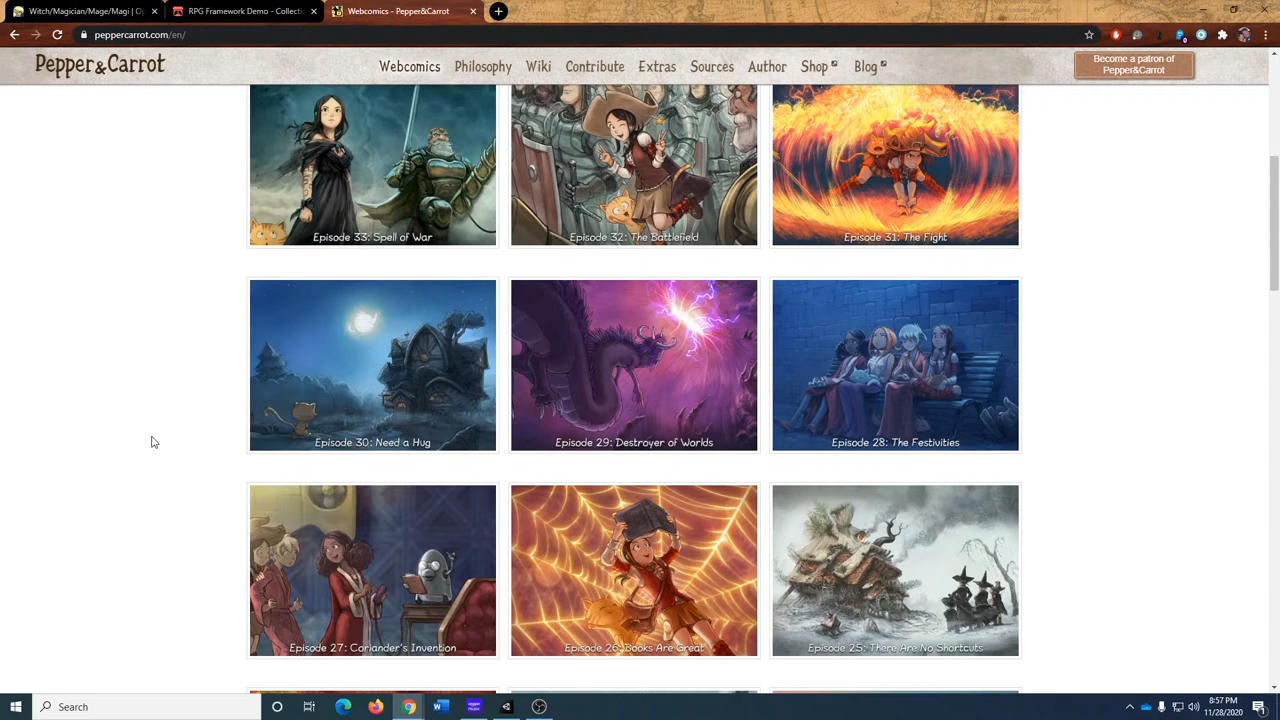 Witch/Magician/Mage/Magi | Op
RPG Framework Demo - Collectio
Webcomics - Pepper&Carrot
peppercarrot.com/en/
Pepper&Carrot
Webcomics
Philosophy
Wiki
Contribute
Extras
Sources
Author
Shop
Blog
Become a patron of
Pepper&Carrot
Episode 33: Spell of War
Episode 32: The Battlefield
Episode 31: The Fight
Episode 30: Need a Hug
Episode 29: Destroyer of Worlds
Episode 28: The Festivities
Episode 27: Coriander's Invention
Episode 26: Books Are Great
Episode 25: There Are No Shortcuts
Search
8:57 PM
11/28/2020